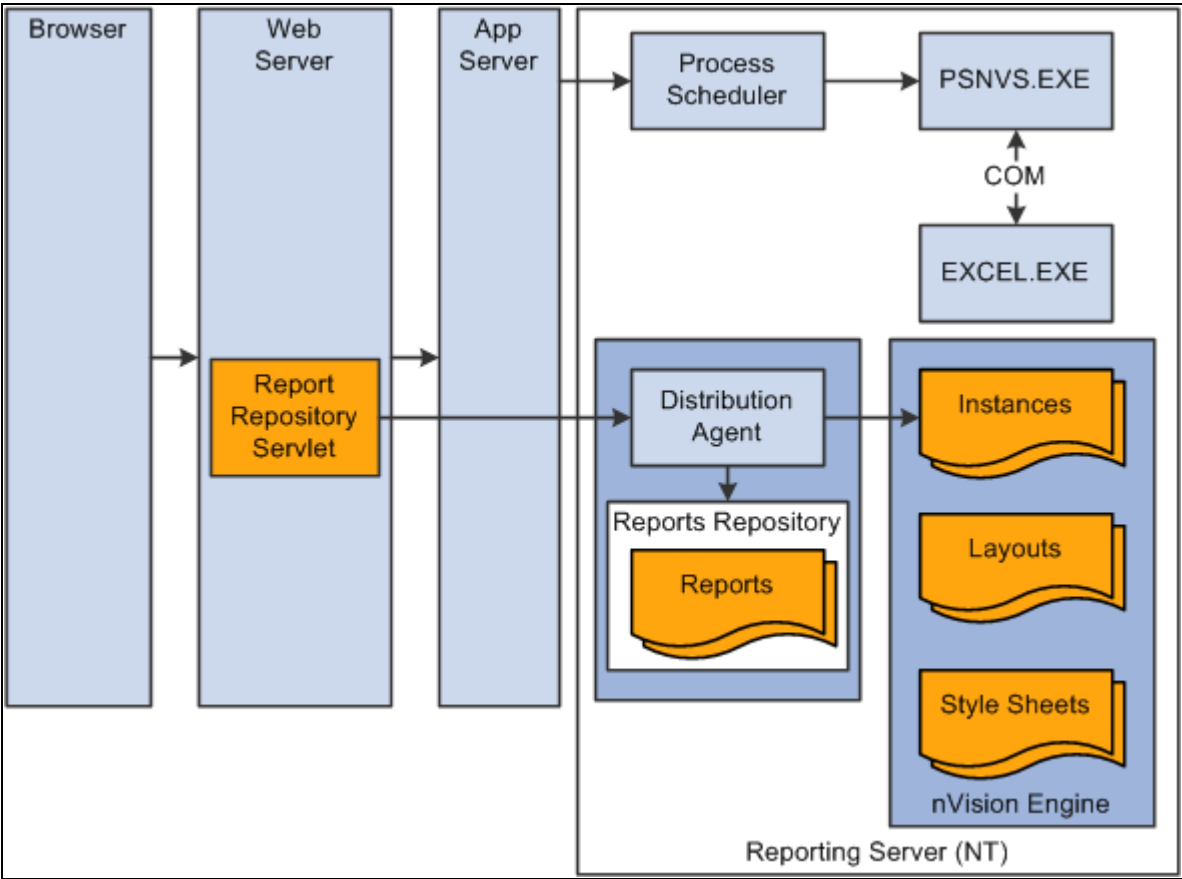 Browser
Web
Server
App
Server
Process
Scheduler
PSNVS.EXE
COM
EXCEL.EXE
Report
Repository
Servlet
Distribution
Agent
Instances
Reports Repository
Reports
Layouts
Style Sheets
nVision Engine
Reporting Server (NT)